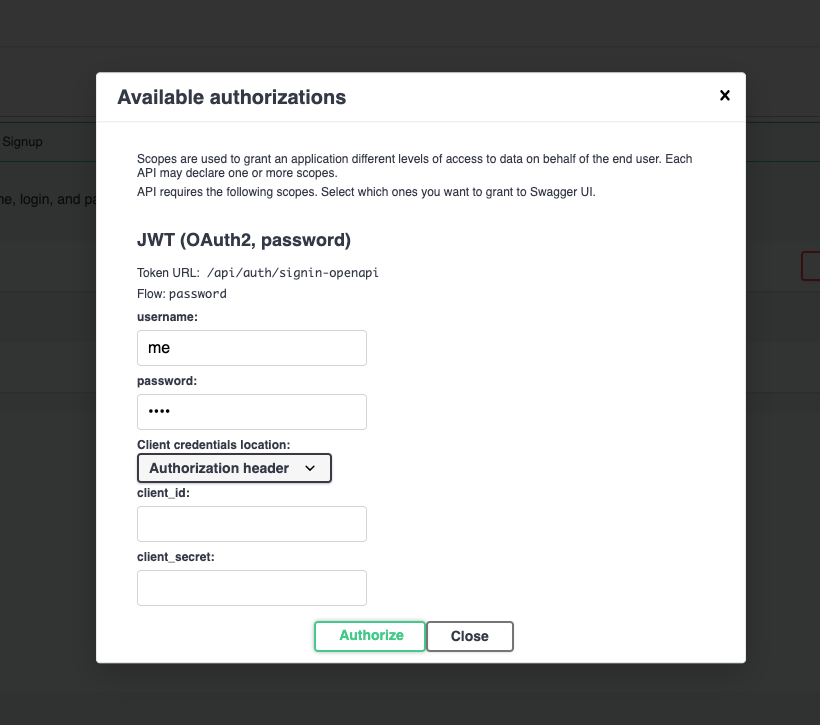 Available authorizations
Signup
Scopes are used to grant an application different levels of access to data on behalf of the end user. Each
API may declare one or more scopes.
API requires the following scopes. Select which ones you want to grant to Swagger UI.
ne, login, and pa
JWT (OAuth2, password)
Token URL: /api/auth/signin-openapi
Flow: password
username:
me
password:
••••
Client credentials location:
Authorization header
client_id:
client_secret:
Authorize Close